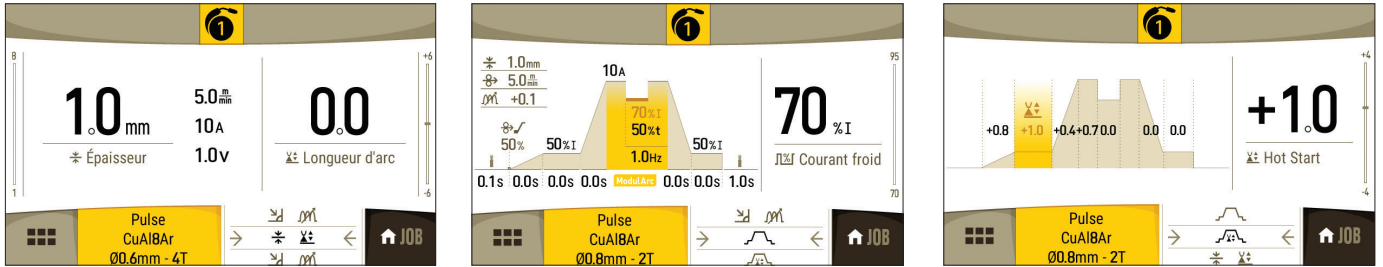 1
8
+6
1.0 mm
5.0 m/min
10A
1.0V
0.0
Épaisseur
Longueur d'arc
1
-6
Pulse
CuAl8Ar
Ø0.6mm - 4T
JOB
1
1.0mm
5.0 m/min
+0.1
10A
95
70%I
50%t
1.0Hz
50%
50%I
50%I
0.1s 0.0s 0.0s 0.0s ModulArc 0.0s 0.0s 1.0s
70 %I
Courant froid
70
Pulse
CuAl8Ar
Ø0.8mm - 2T
JOB
1
+4
+0.8 +1.0 +0.4 +0.7 0.0 0.0 0.0
+1.0
Hot Start
-4
Pulse
CuAl8Ar
Ø0.8mm - 2T
JOB